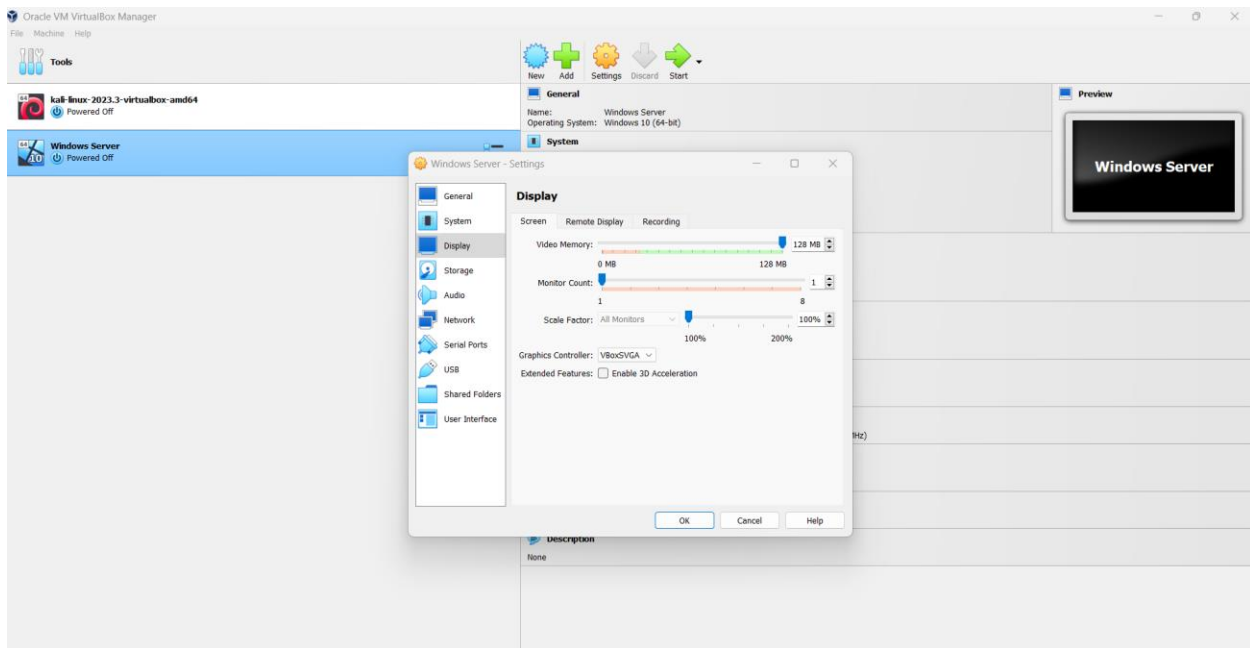 Oracle VM VirtualBox Manager
File Machine Help
Tools
New Add Settings Discard Start
64
kali-linux-2023.3-virtualbox-amd64
Powered Off
64
10
Windows Server
Powered Off
General
Name: Windows Server
Operating System: Windows 10 (64-bit)
System
Preview
Windows Server
Windows Server - Settings
General
System
Display
Storage
Audio
Network
Serial Ports
USB
Shared Folders
User Interface
Display
Screen Remote Display Recording
Video Memory: 128 MB
0 MB 128 MB
Monitor Count: 1
1 8
Scale Factor: All Monitors 100%
100% 200%
Graphics Controller: VBoxSVGA
Extended Features: Enable 3D Acceleration
OK Cancel Help
Hz)
Description
None